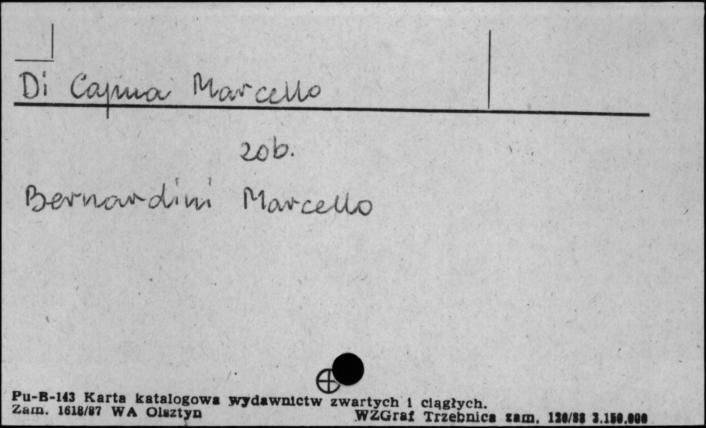 Di Capua Marcello
zob.
Bernardini Marcello
Pu-B-143 Karta katalogowa wydawnictw zwartych i ciągłych.
Zam. 1618/87 WA Olsztyn WZGraf Trzebnica zam. 130/88 3.150.000